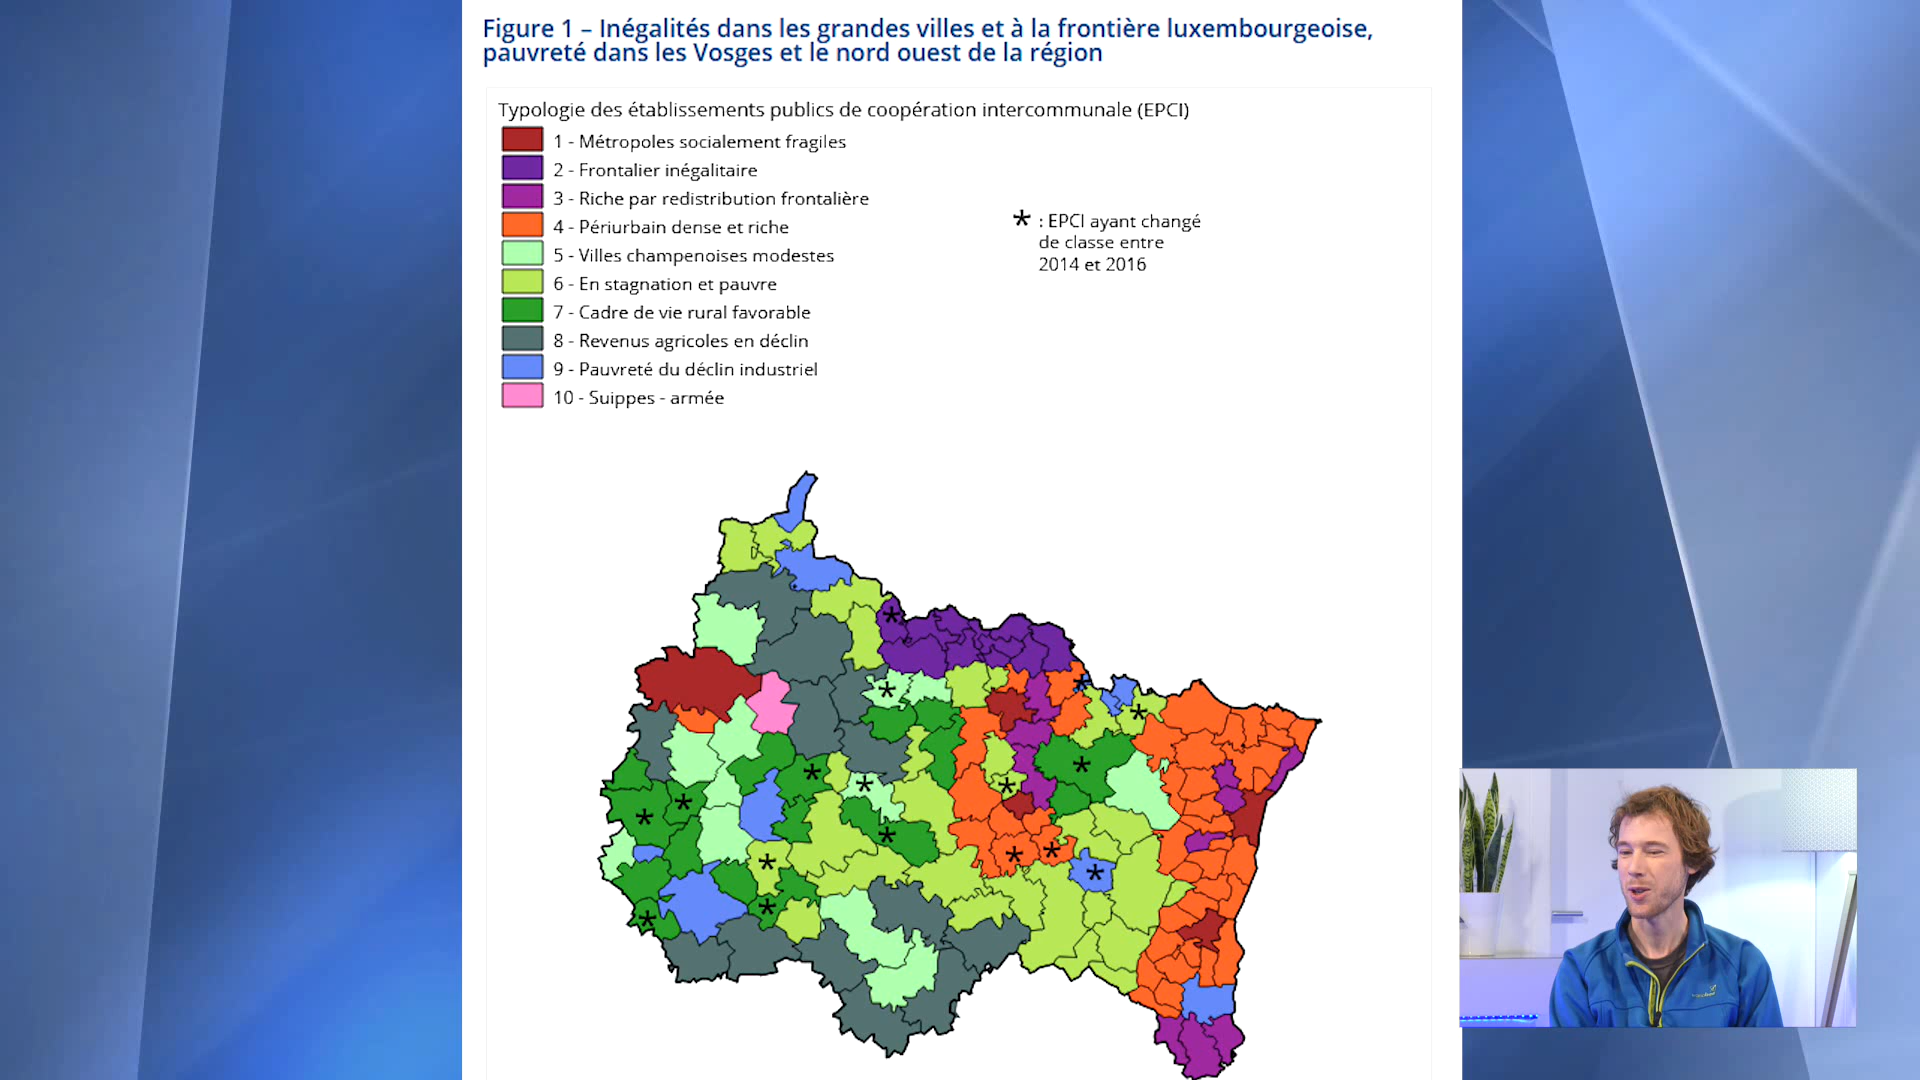 Figure 1 – Inégalités dans les grandes villes et à la frontière luxembourgeoise,
pauvreté dans les Vosges et le nord ouest de la région
Typologie des établissements publics de coopération intercommunale (EPCI)
1 - Métropoles socialement fragiles
2 - Frontalier inégalitaire
3 - Riche par redistribution frontalière
4 - Périurbain dense et riche
5 - Villes champenoises modestes
6 - En stagnation et pauvre
7 - Cadre de vie rural favorable
8 - Revenus agricoles en déclin
9 - Pauvreté du déclin industriel
10 - Suippes - armée
* : EPCI ayant changé
de classe entre
2014 et 2016